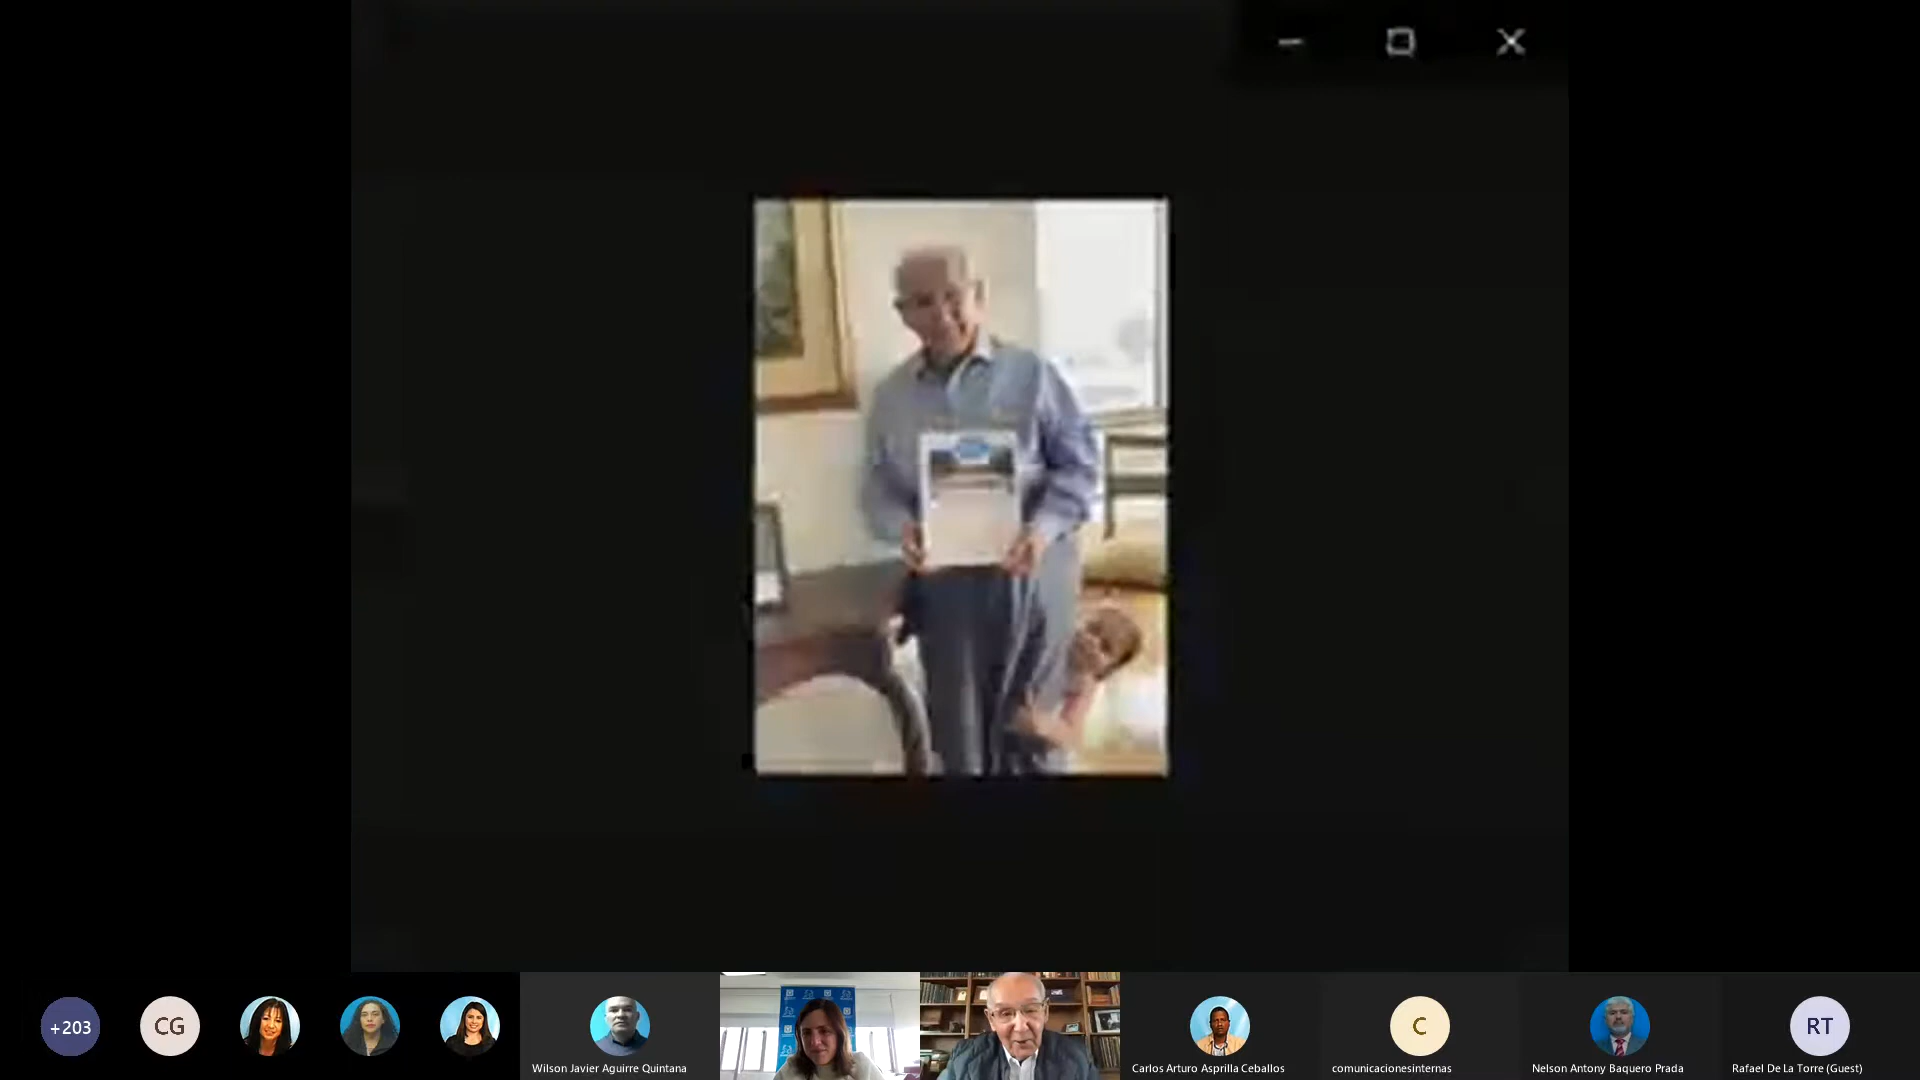 +203
CG
Wilson Javier Aguirre Quintana
Carlos Arturo Asprilla Ceballos
C
comunicacionesinternas
Nelson Antony Baquero Prada
RT
Rafael De La Torre (Guest)